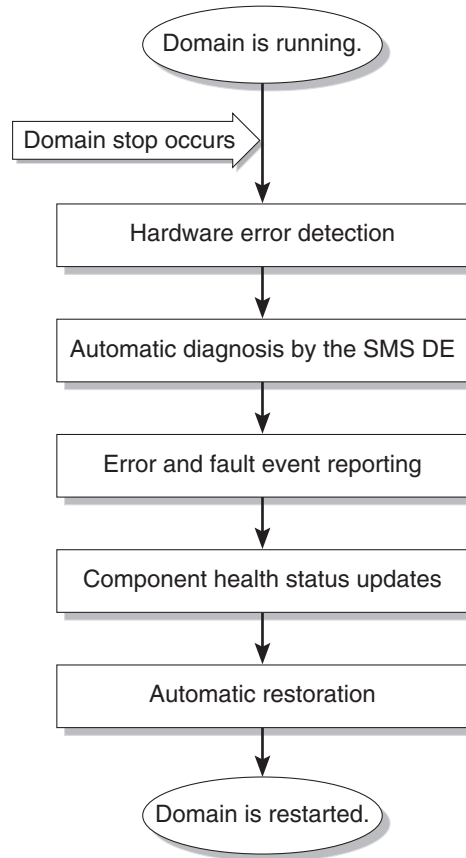 Domain is running.
Domain stop occurs
Hardware error detection
Automatic diagnosis by the SMS DE
Error and fault event reporting
Component health status updates
Automatic restoration
Domain is restarted.